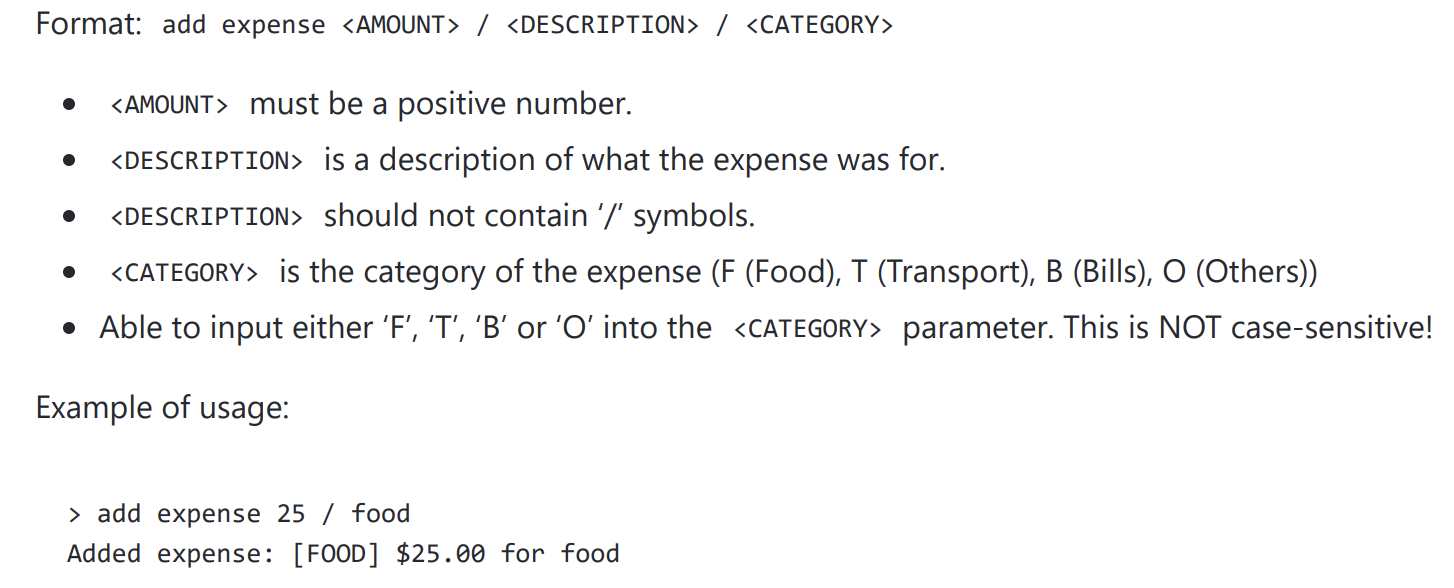 Format: add expense <AMOUNT> / <DESCRIPTION> / <CATEGORY>
• <AMOUNT> must be a positive number.
• <DESCRIPTION> is a description of what the expense was for.
• <DESCRIPTION> should not contain ‘/’ symbols.
• <CATEGORY> is the category of the expense (F (Food), T (Transport), B (Bills), O (Others))
• Able to input either ‘F’, ‘T’, ‘B’ or ‘O’ into the <CATEGORY> parameter. This is NOT case-sensitive!
Example of usage:
> add expense 25 / food
Added expense: [FOOD] $25.00 for food